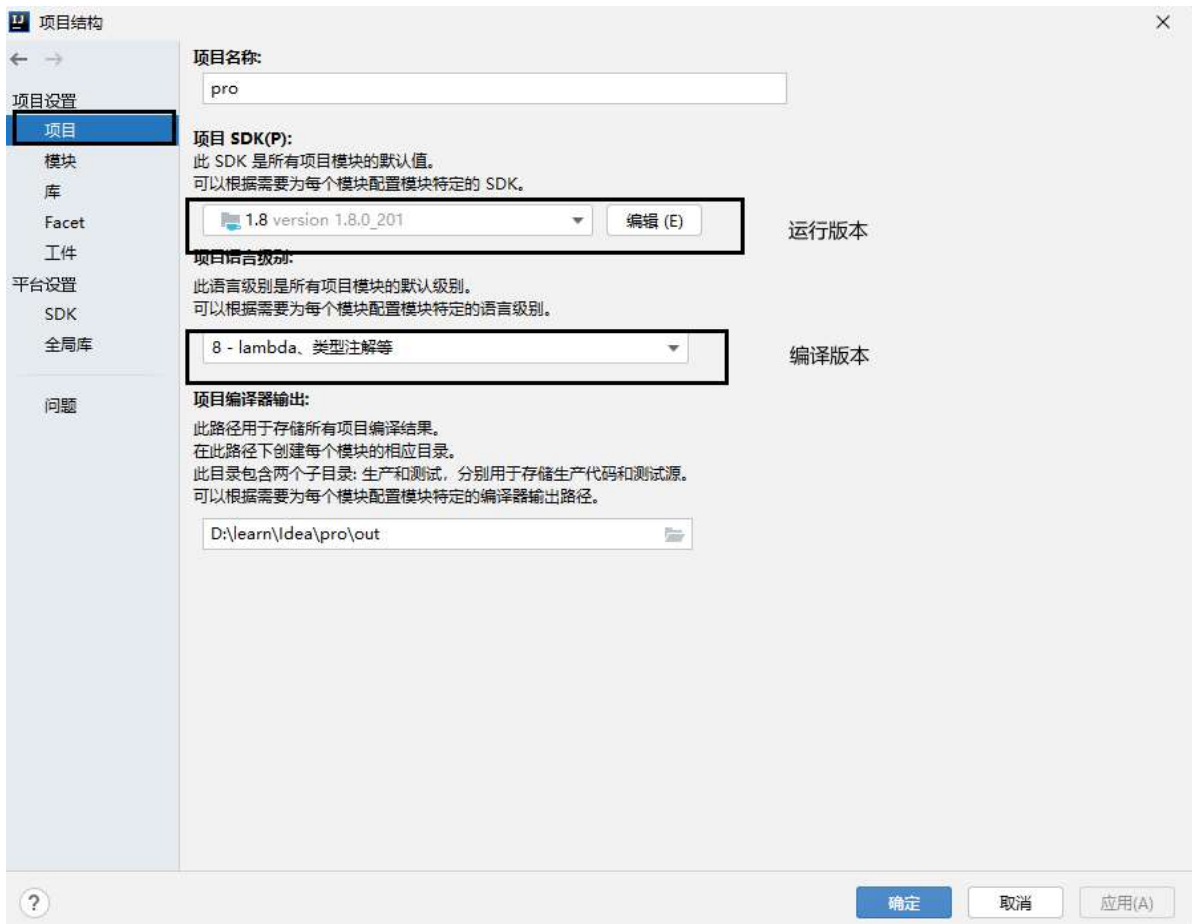 项目结构
项目设置
项目
模块
库
Facet
工件
平台设置
SDK
全局库
问题
项目名称:
pro
项目 SDK(P):
此 SDK 是所有项目模块的默认值。
可以根据需要为每个模块配置模块特定的 SDK。
1.8 version 1.8.0_201
编辑 (E)
运行版本
项目语言级别:
此语言级别是所有项目模块的默认级别。
可以根据需要为每个模块配置模块特定的语言级别。
8 - lambda、类型注解等
编译版本
项目编译器输出:
此路径用于存储所有项目编译结果。
在此路径下创建每个模块的相应目录。
此目录包含两个子目录: 生产和测试，分别用于存储生产代码和测试源。
可以根据需要为每个模块配置模块特定的编译器输出路径。
D:\learn\Idea\pro\out
?
确定
取消
应用(A)